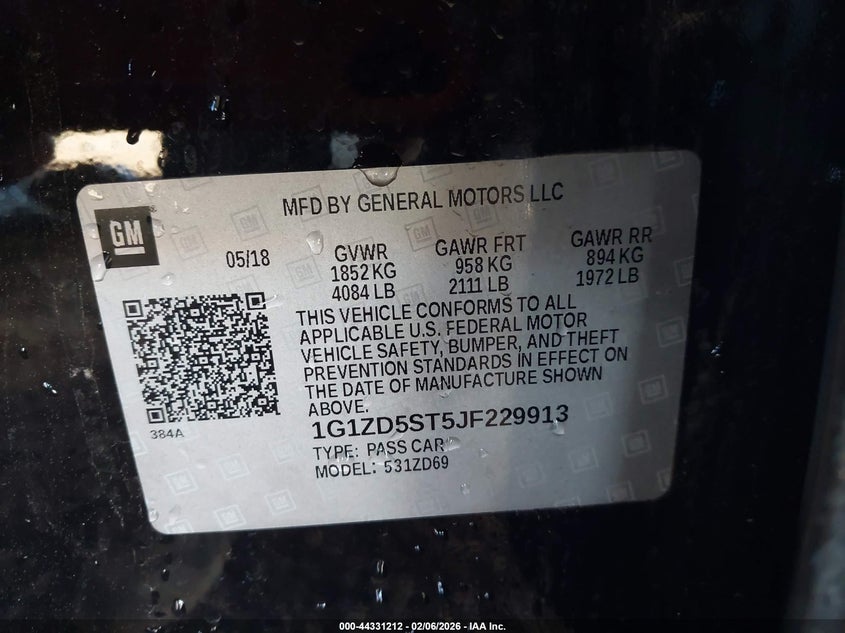 GM
MFD BY GENERAL MOTORS LLC
05/18
GVWR
1852 KG
4084 LB
GAWR FRT
958 KG
2111 LB
GAWR RR
894 KG
1972 LB
THIS VEHICLE CONFORMS TO ALL
APPLICABLE U.S. FEDERAL MOTOR
VEHICLE SAFETY, BUMPER, AND THEFT
PREVENTION STANDARDS IN EFFECT ON
THE DATE OF MANUFACTURE SHOWN
ABOVE.
384A
1G1ZD5ST5JF229913
TYPE: PASS CAR
MODEL: 531ZD69
000-44331212 - 02/06/2026 - IAA Inc.